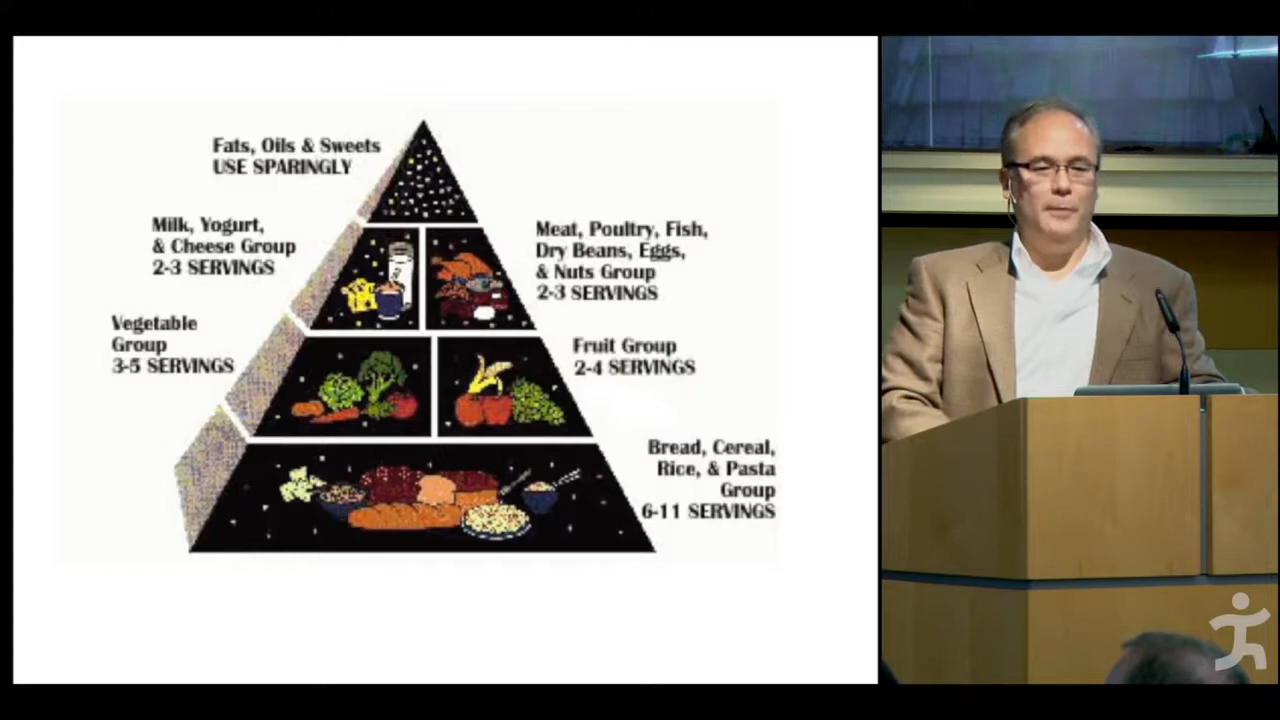 Fats, Oils & Sweets
USE SPARINGLY
Milk, Yogurt,
& Cheese Group
2-3 SERVINGS
Meat, Poultry, Fish,
Dry Beans, Eggs,
& Nuts Group
2-3 SERVINGS
Vegetable
Group
3-5 SERVINGS
Fruit Group
2-4 SERVINGS
Bread, Cereal,
Rice, & Pasta
Group
6-11 SERVINGS